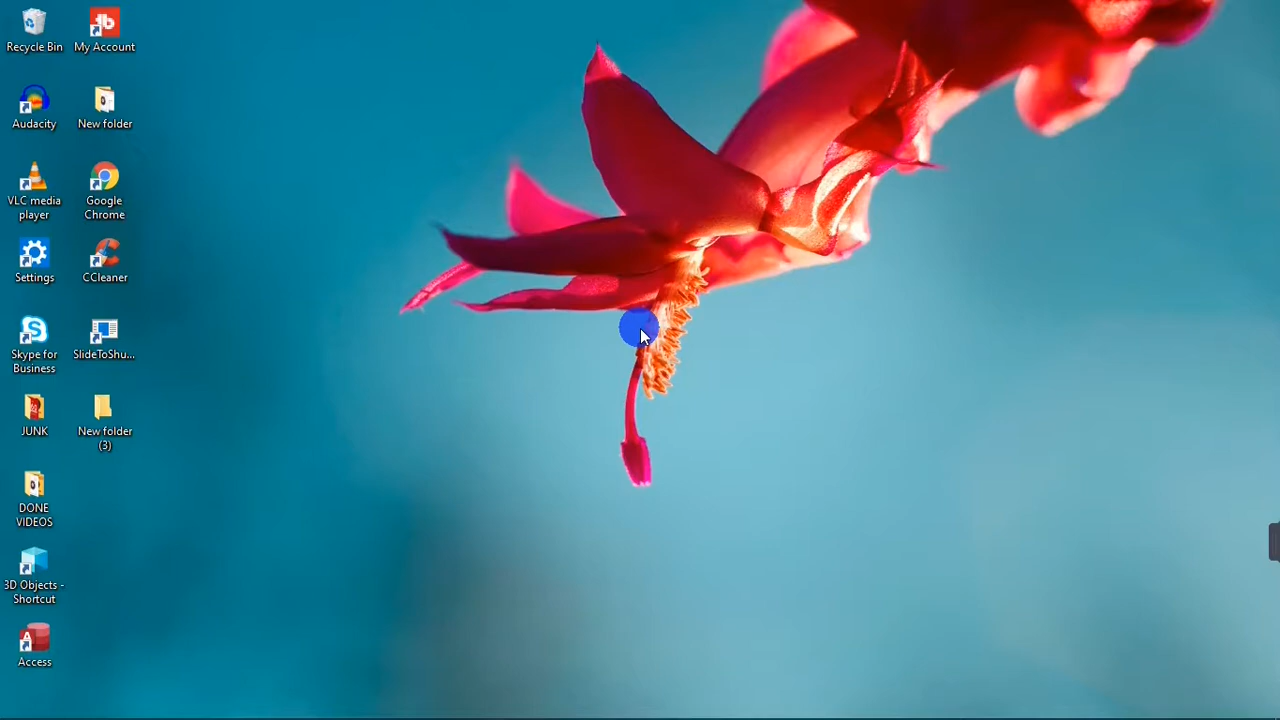 Recycle Bin
My Account
Audacity
New folder
VLC media
player
Google
Chrome
Settings
CCleaner
Skype for
Business
SlideToShu...
JUNK
New folder
(3)
DONE
VIDEOS
3D Objects -
Shortcut
Access